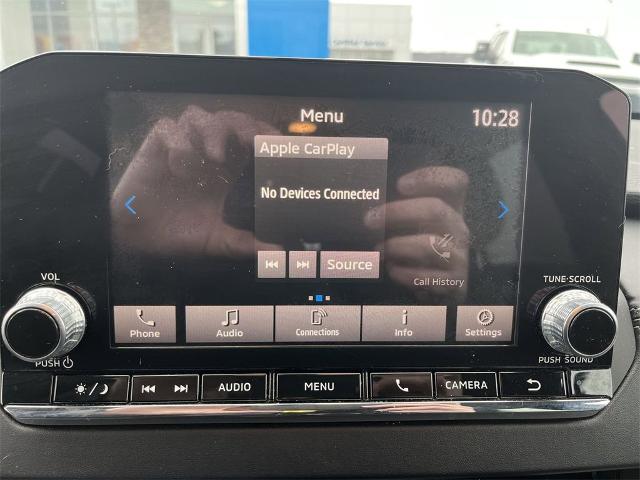 Menu
10:28
Apple CarPlay
No Devices Connected
Source
Call History
VOL
TUNE·SCROLL
Phone
Audio
Connections
Info
Settings
PUSH
PUSH SOUND
AUDIO
MENU
CAMERA